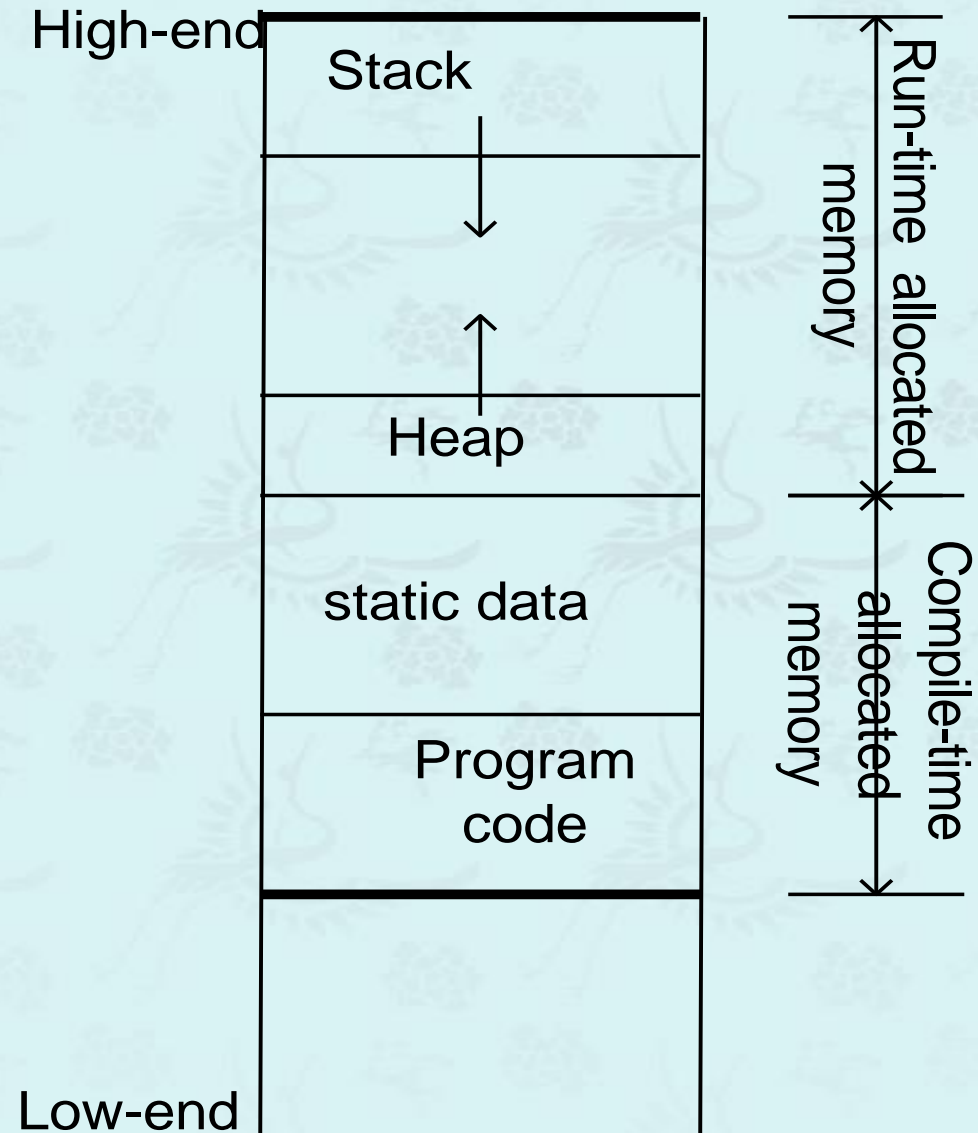 High-end
Stack
Heap
static data
Program
code
Low-end
Run-time allocated
memory
Compile-time
allocated
memory